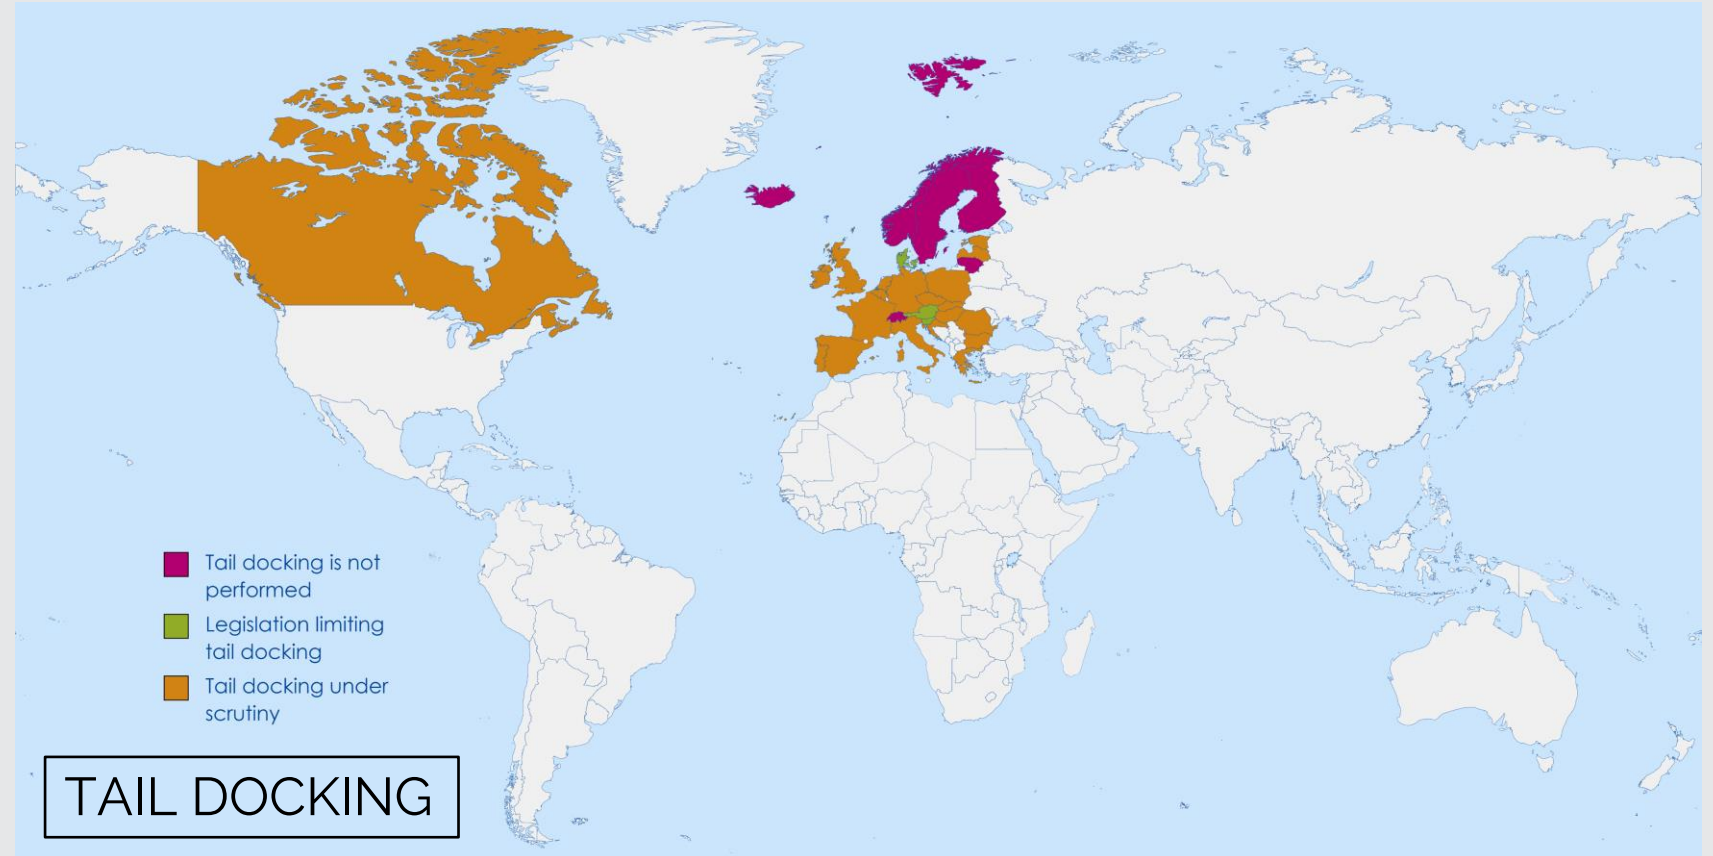 Tail docking is not
performed
Legislation limiting
tail docking
Tail docking under
scrutiny
TAIL DOCKING